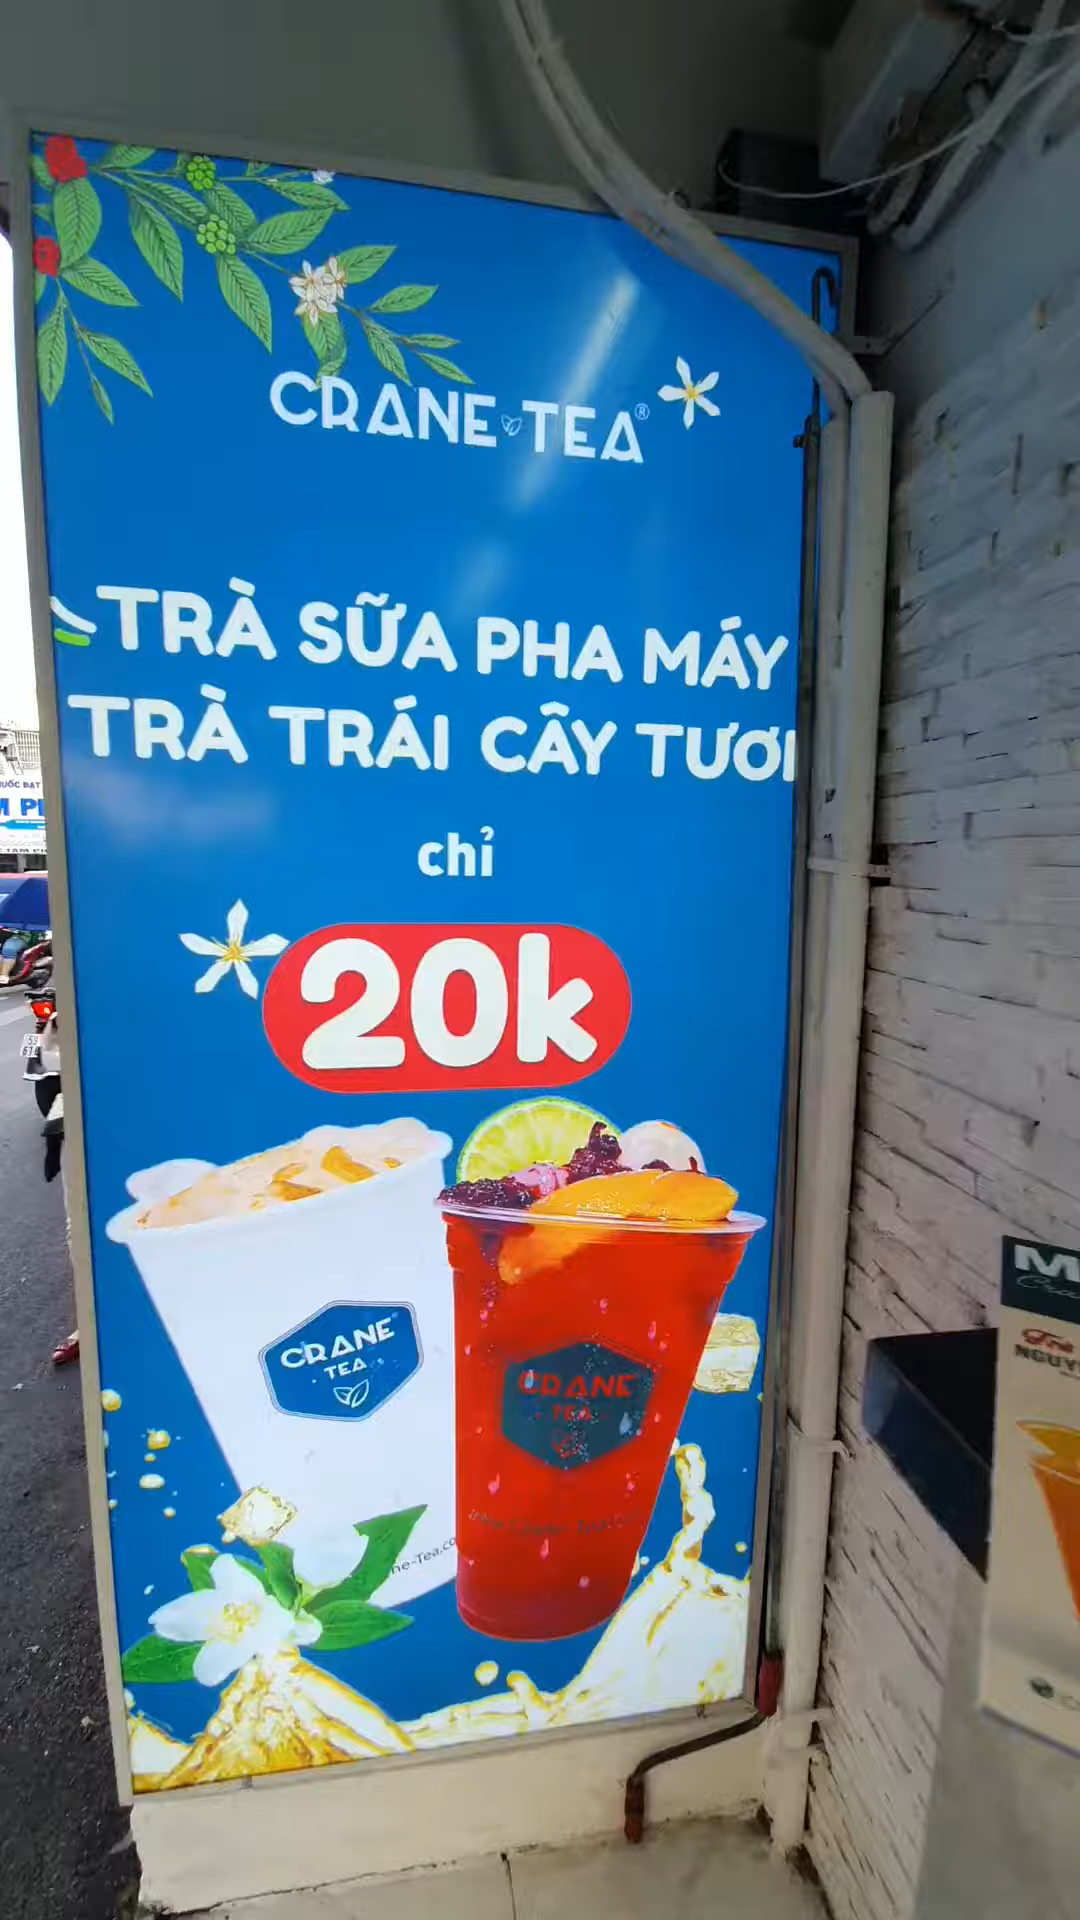 CRANE TEA®
TRÀ SỮA PHA MÁY
TRÀ TRÁI CÂY TƯƠI
chỉ
20k
CRANE
TEA
CRANE
TEA